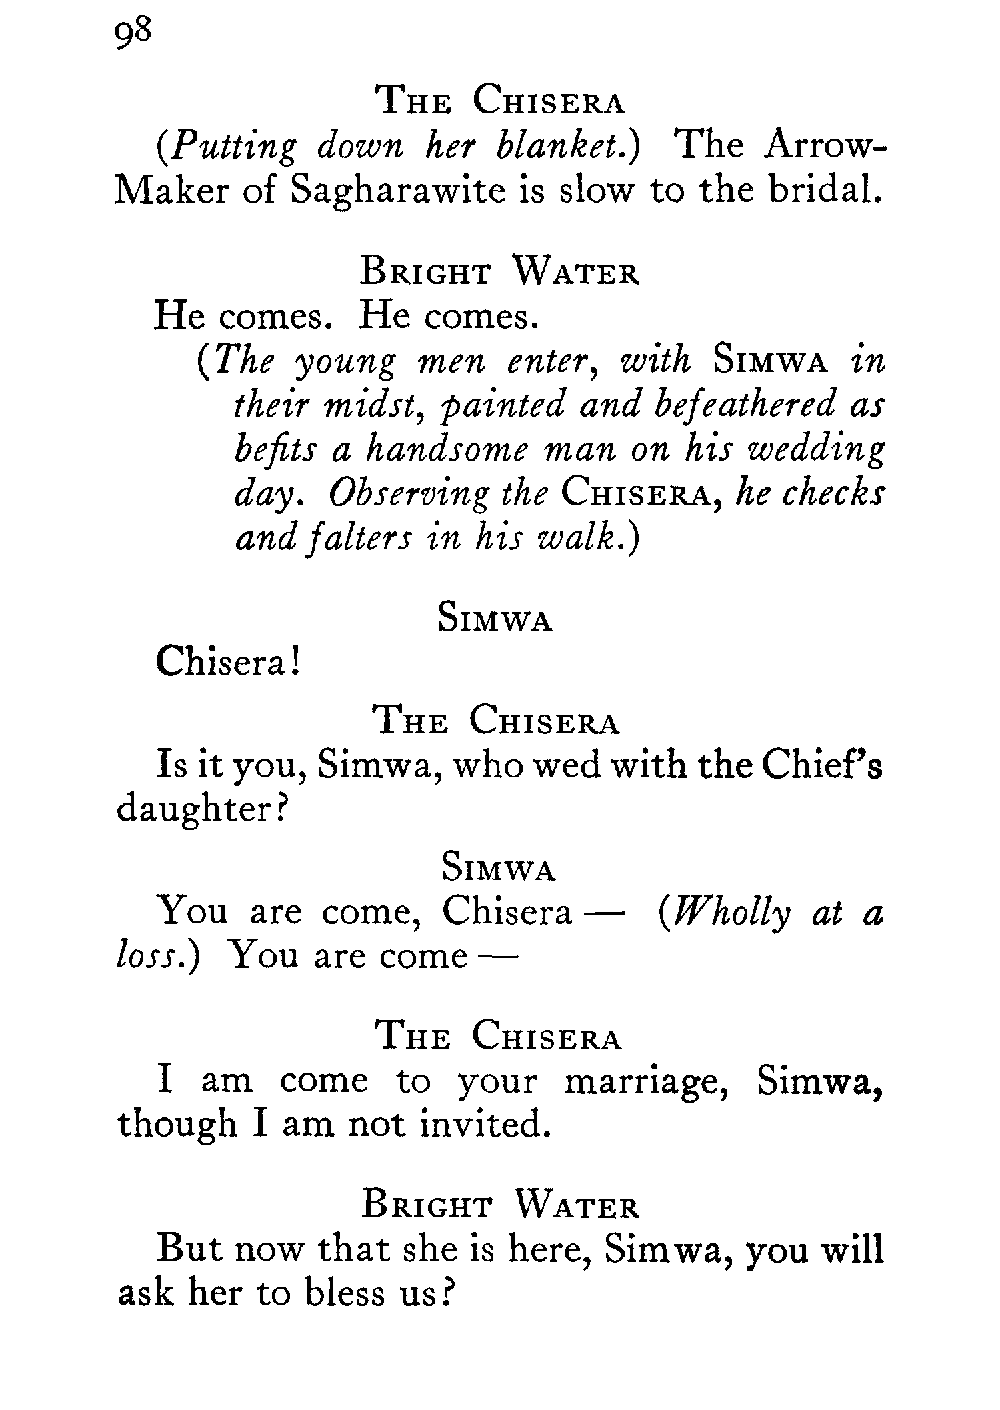 98
The Chisera
(Putting down her blanket.) The Arrow-
Maker of Sagharawite is slow to the bridal.
Bright Water
He comes. He comes.
(The young men enter, with Simwa in
their midst, painted and befeathered as
befits a handsome man on his wedding
day. Observing the Chisera, he checks
and falters in his walk.)
Simwa
Chisera!
The Chisera
Is it you, Simwa, who wed with the Chief's
daughter?
Simwa
You are come, Chisera — (Wholly at a
loss.) You are come —
The Chisera
I am come to your marriage, Simwa,
though I am not invited.
Bright Water
But now that she is here, Simwa, you will
ask her to bless us?